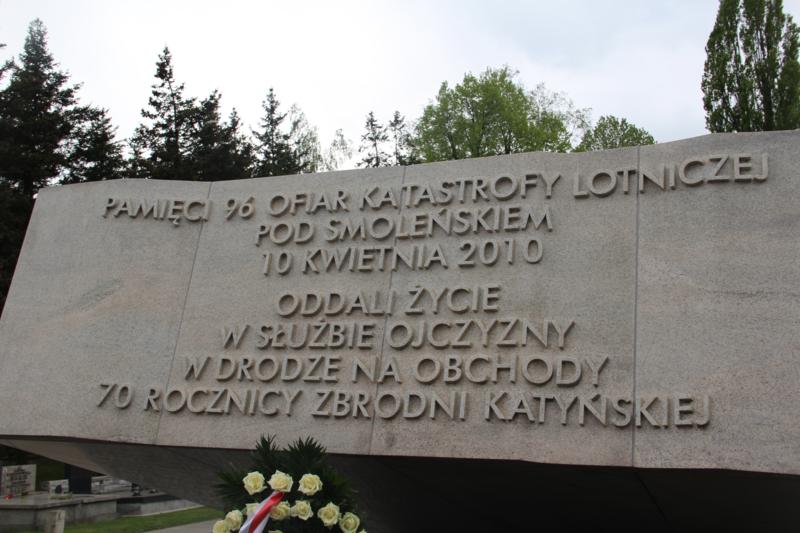 PAMIĘCI 96 OFIAR KATASTROFY LOTNICZEJ
POD SMOLEŃSKIEM
10 KWIETNIA 2010
ODDALI ŻYCIE
W SŁUŻBIE OJCZYZNY
W DRODZE NA OBCHODY
70 ROCZNICY ZBRODNI KATYŃSKIEJ